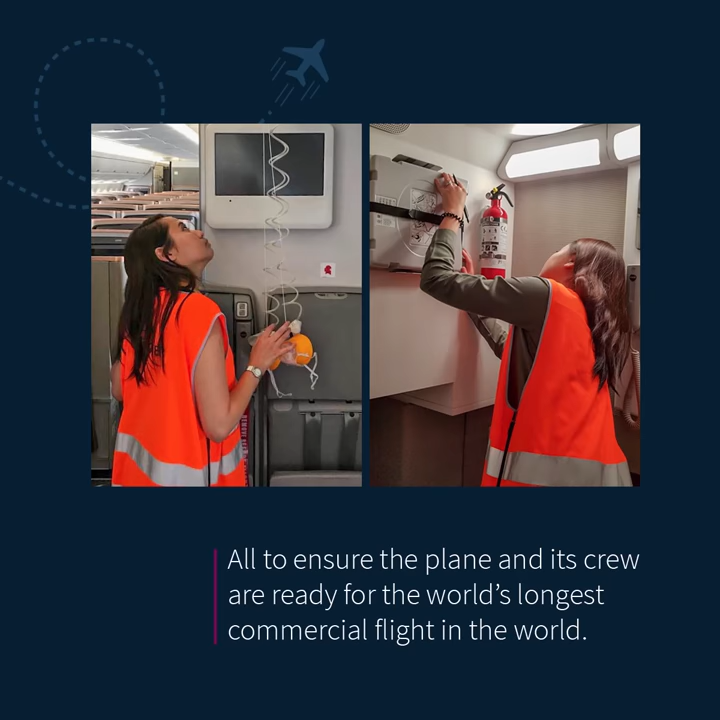 All to ensure the plane and its crew
are ready for the world’s longest
commercial flight in the world.